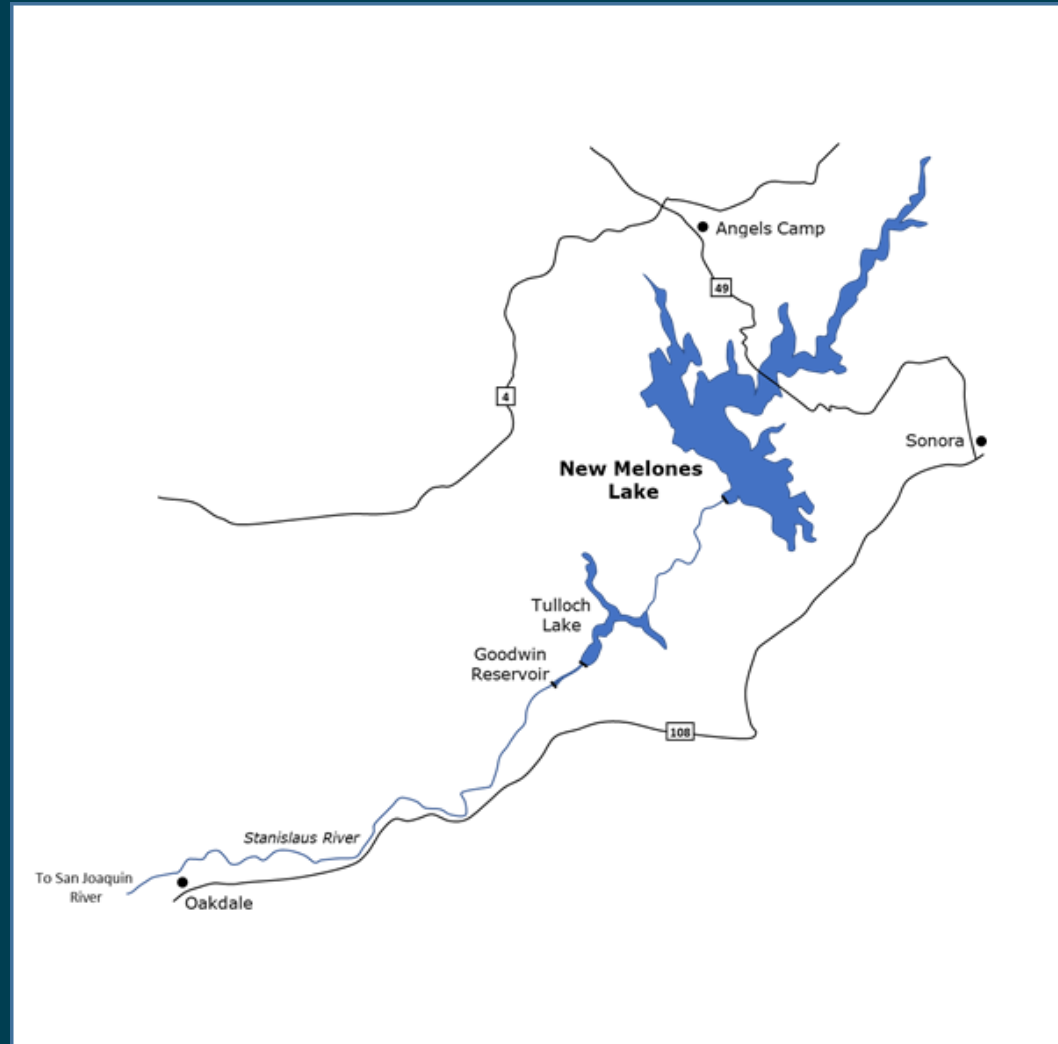 Angels Camp
49
4
Sonora
New Melones
Lake
Tulloch
Lake
Goodwin
Reservoir
108
Stanislaus River
To San Joaquin
River
Oakdale